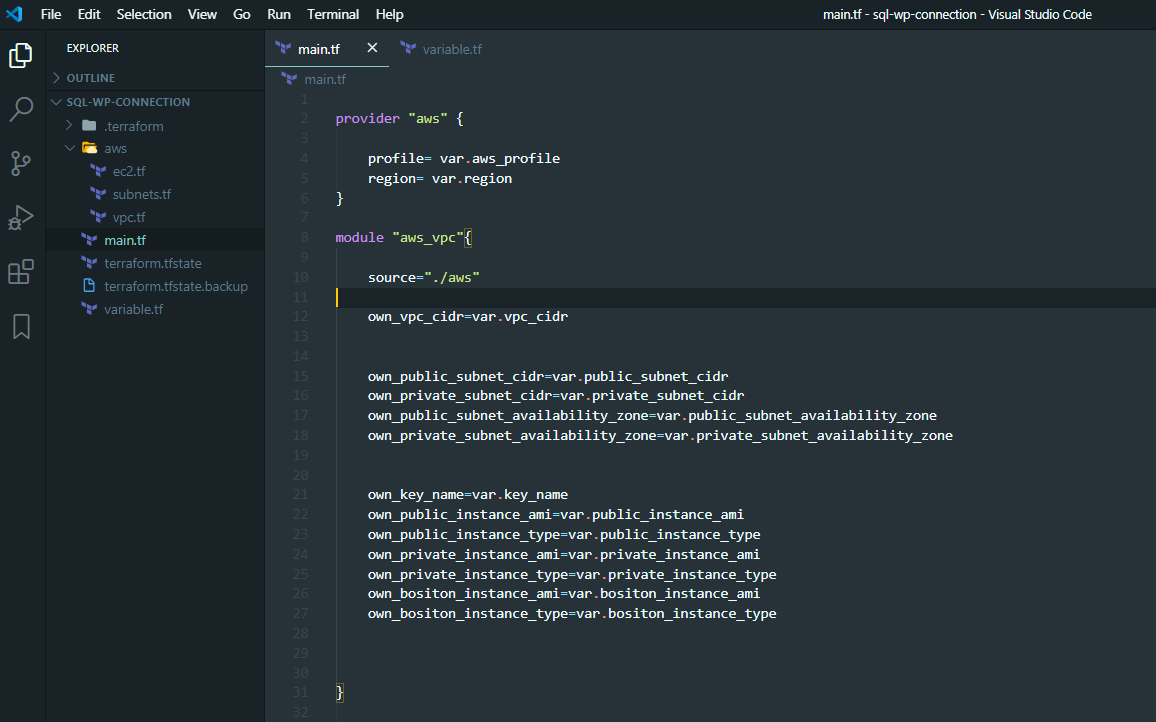 File Edit Selection View Go Run Terminal Help
main.tf - sql-wp-connection - Visual Studio Code
EXPLORER
OUTLINE
SQL-WP-CONNECTION
.terraform
aws
ec2.tf
subnets.tf
vpc.tf
main.tf
terraform.tfstate
terraform.tfstate.backup
variable.tf
main.tf
variable.tf
main.tf
1
2 provider "aws" {
3
4 profile= var.aws_profile
5 region= var.region
6 }
7
8 module "aws_vpc"{
9
10 source="./aws"
11
12 own_vpc_cidr=var.vpc_cidr
13
14
15 own_public_subnet_cidr=var.public_subnet_cidr
16 own_private_subnet_cidr=var.private_subnet_cidr
17 own_public_subnet_availability_zone=var.public_subnet_availability_zone
18 own_private_subnet_availability_zone=var.private_subnet_availability_zone
19
20
21 own_key_name=var.key_name
22 own_public_instance_ami=var.public_instance_ami
23 own_public_instance_type=var.public_instance_type
24 own_private_instance_ami=var.private_instance_ami
25 own_private_instance_type=var.private_instance_type
26 own_bositon_instance_ami=var.bositon_instance_ami
27 own_bositon_instance_type=var.bositon_instance_type
28
29
30
31 }
32